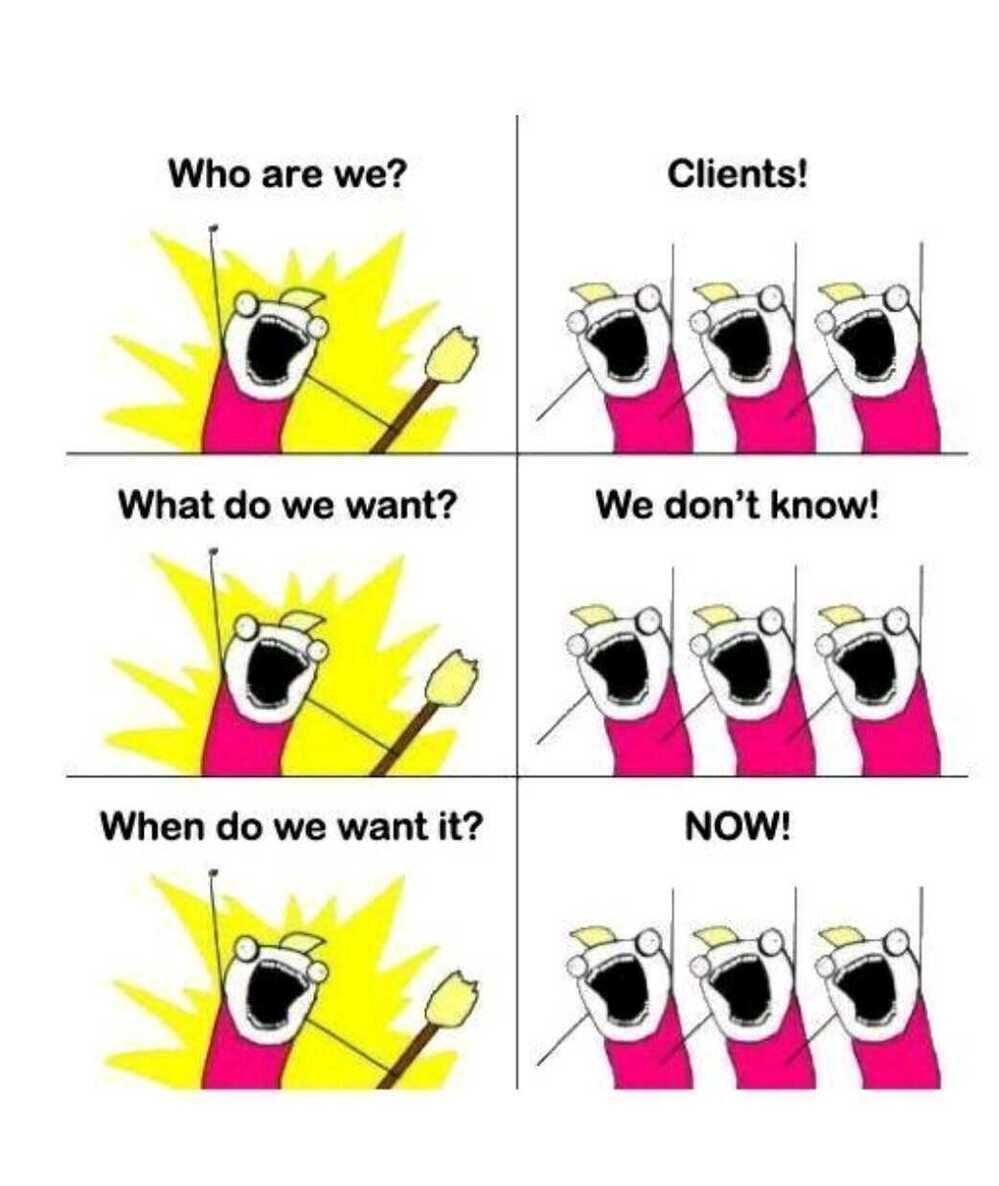 Who are we?
Clients!
What do we want?
We don’t know!
When do we want it?
NOW!